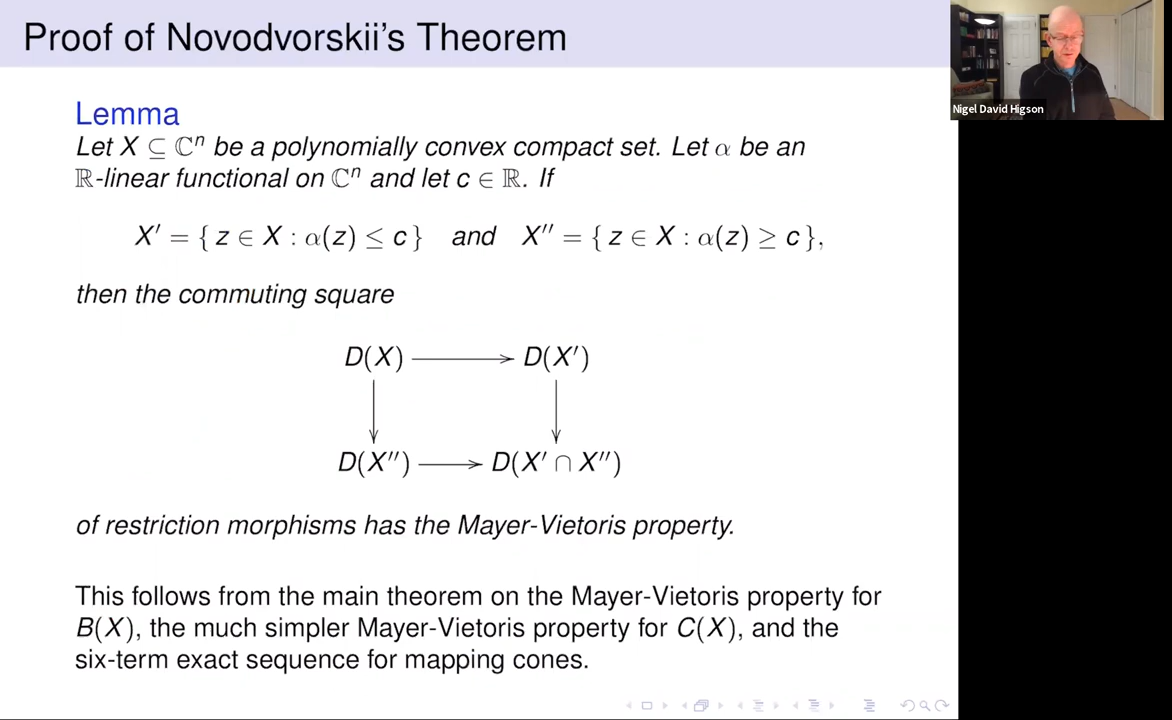 Proof of Novodvorskii's Theorem
Nigel David Higson
Lemma
Let X ⊆ ℂⁿ be a polynomially convex compact set. Let α be an
ℝ-linear functional on ℂⁿ and let c ∈ ℝ. If
X′ = { z ∈ X : α(z) ≤ c } and X″ = { z ∈ X : α(z) ≥ c },
then the commuting square
D(X) D(X′)
D(X″) D(X′ ∩ X″)
of restriction morphisms has the Mayer-Vietoris property.
This follows from the main theorem on the Mayer-Vietoris property for
B(X), the much simpler Mayer-Vietoris property for C(X), and the
six-term exact sequence for mapping cones.